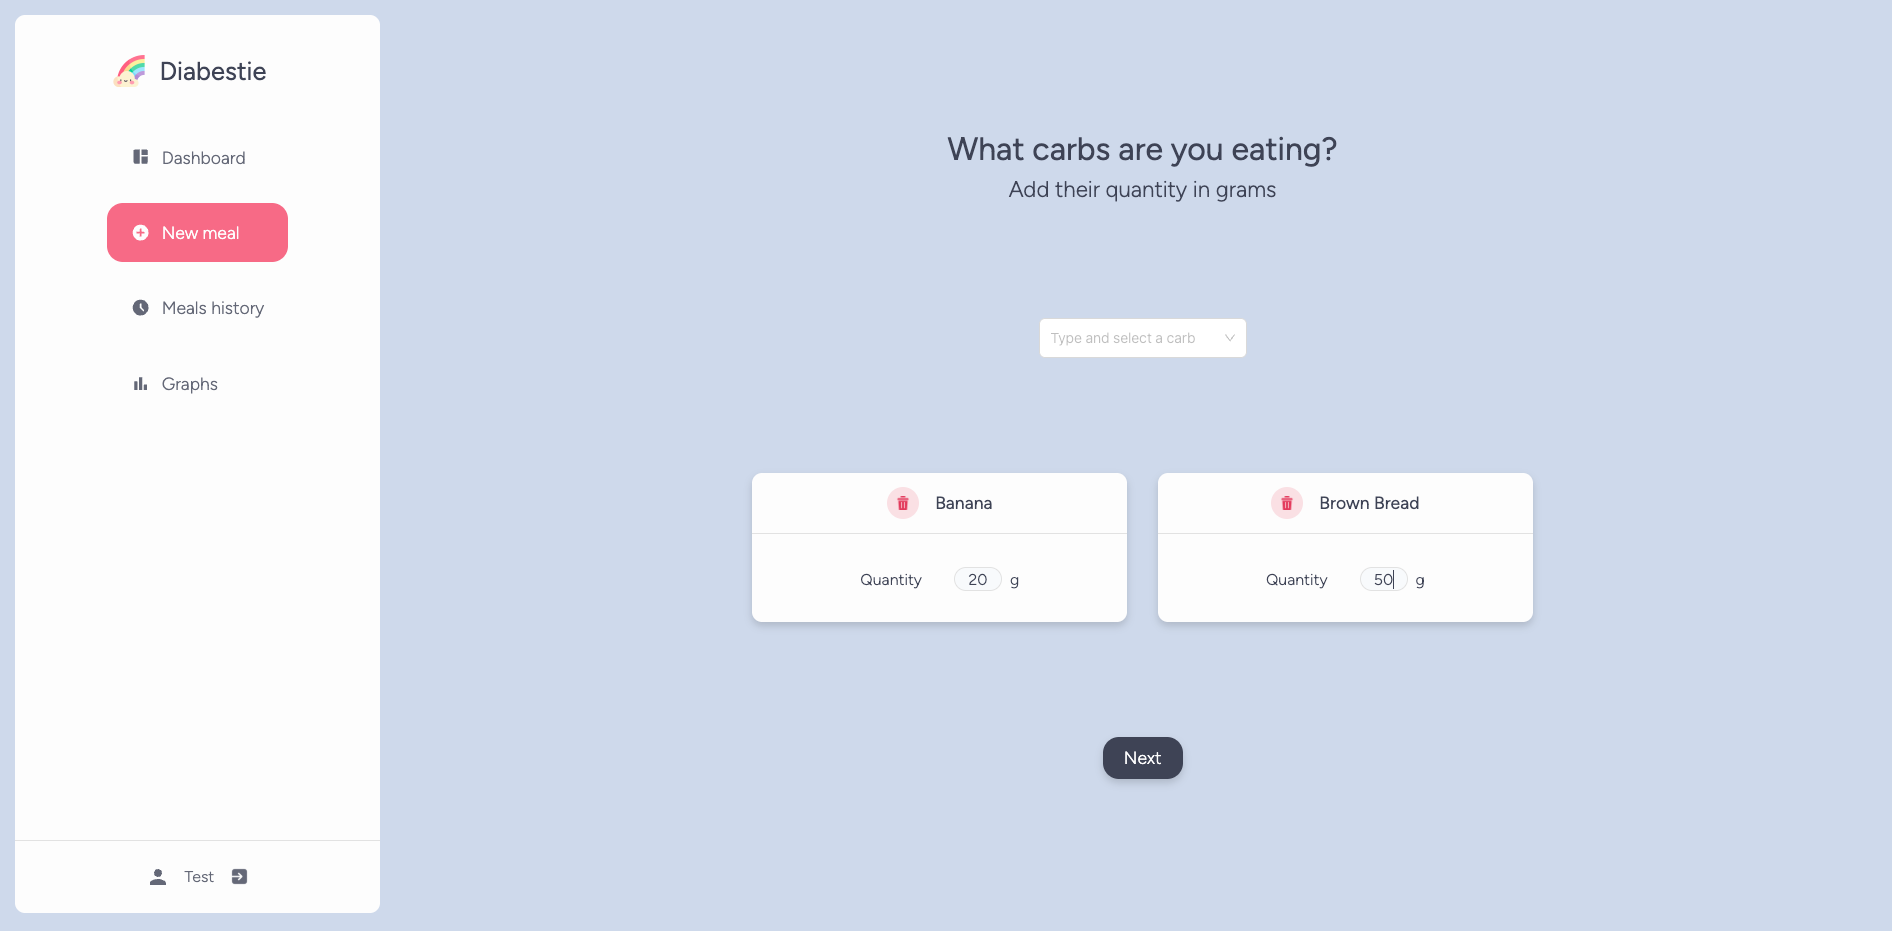 Diabestie
Dashboard
New meal
Meals history
Graphs
Test
What carbs are you eating?
Add their quantity in grams
Type and select a carb
Banana
Quantity 20 g
Brown Bread
Quantity 50 g
Next